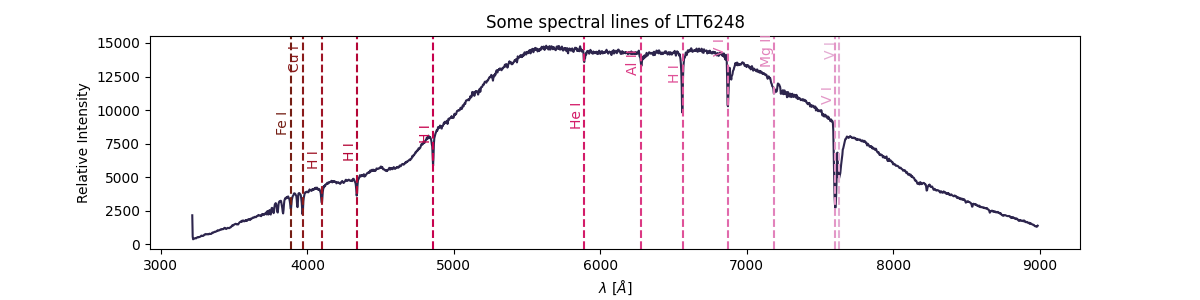 Some spectral lines of LTT6248
Relative Intensity
15000
12500
10000
7500
5000
2500
0
Fe I
Ca I
H I
H I
H I
He I
Al II
H I
V I
Mg II
V I
V I
3000 4000 5000 6000 7000 8000 9000
λ [Å]